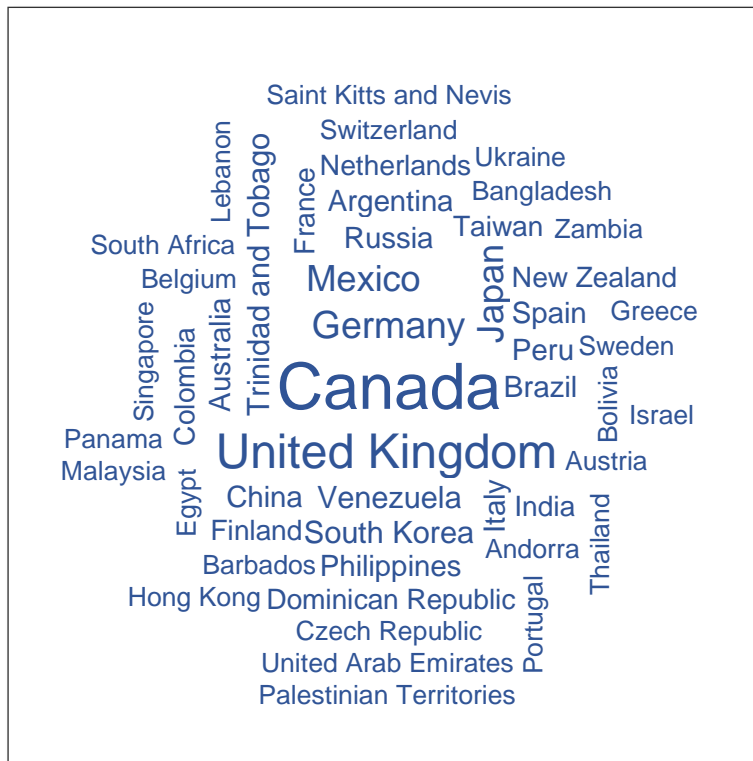 Saint Kitts and Nevis
Switzerland
Lebanon
Trinidad and Tobago
France
Netherlands
Ukraine
Argentina
Bangladesh
Russia
Taiwan
Zambia
South Africa
Belgium
Mexico
Japan
New Zealand
Singapore
Colombia
Australia
Germany
Spain
Greece
Peru
Sweden
Canada
Brazil
Bolivia
Israel
Panama
Malaysia
United Kingdom
Austria
Egypt
China
Venezuela
Italy
India
Thailand
Finland
South Korea
Andorra
Barbados
Philippines
Hong Kong
Dominican Republic
Portugal
Czech Republic
United Arab Emirates
Palestinian Territories